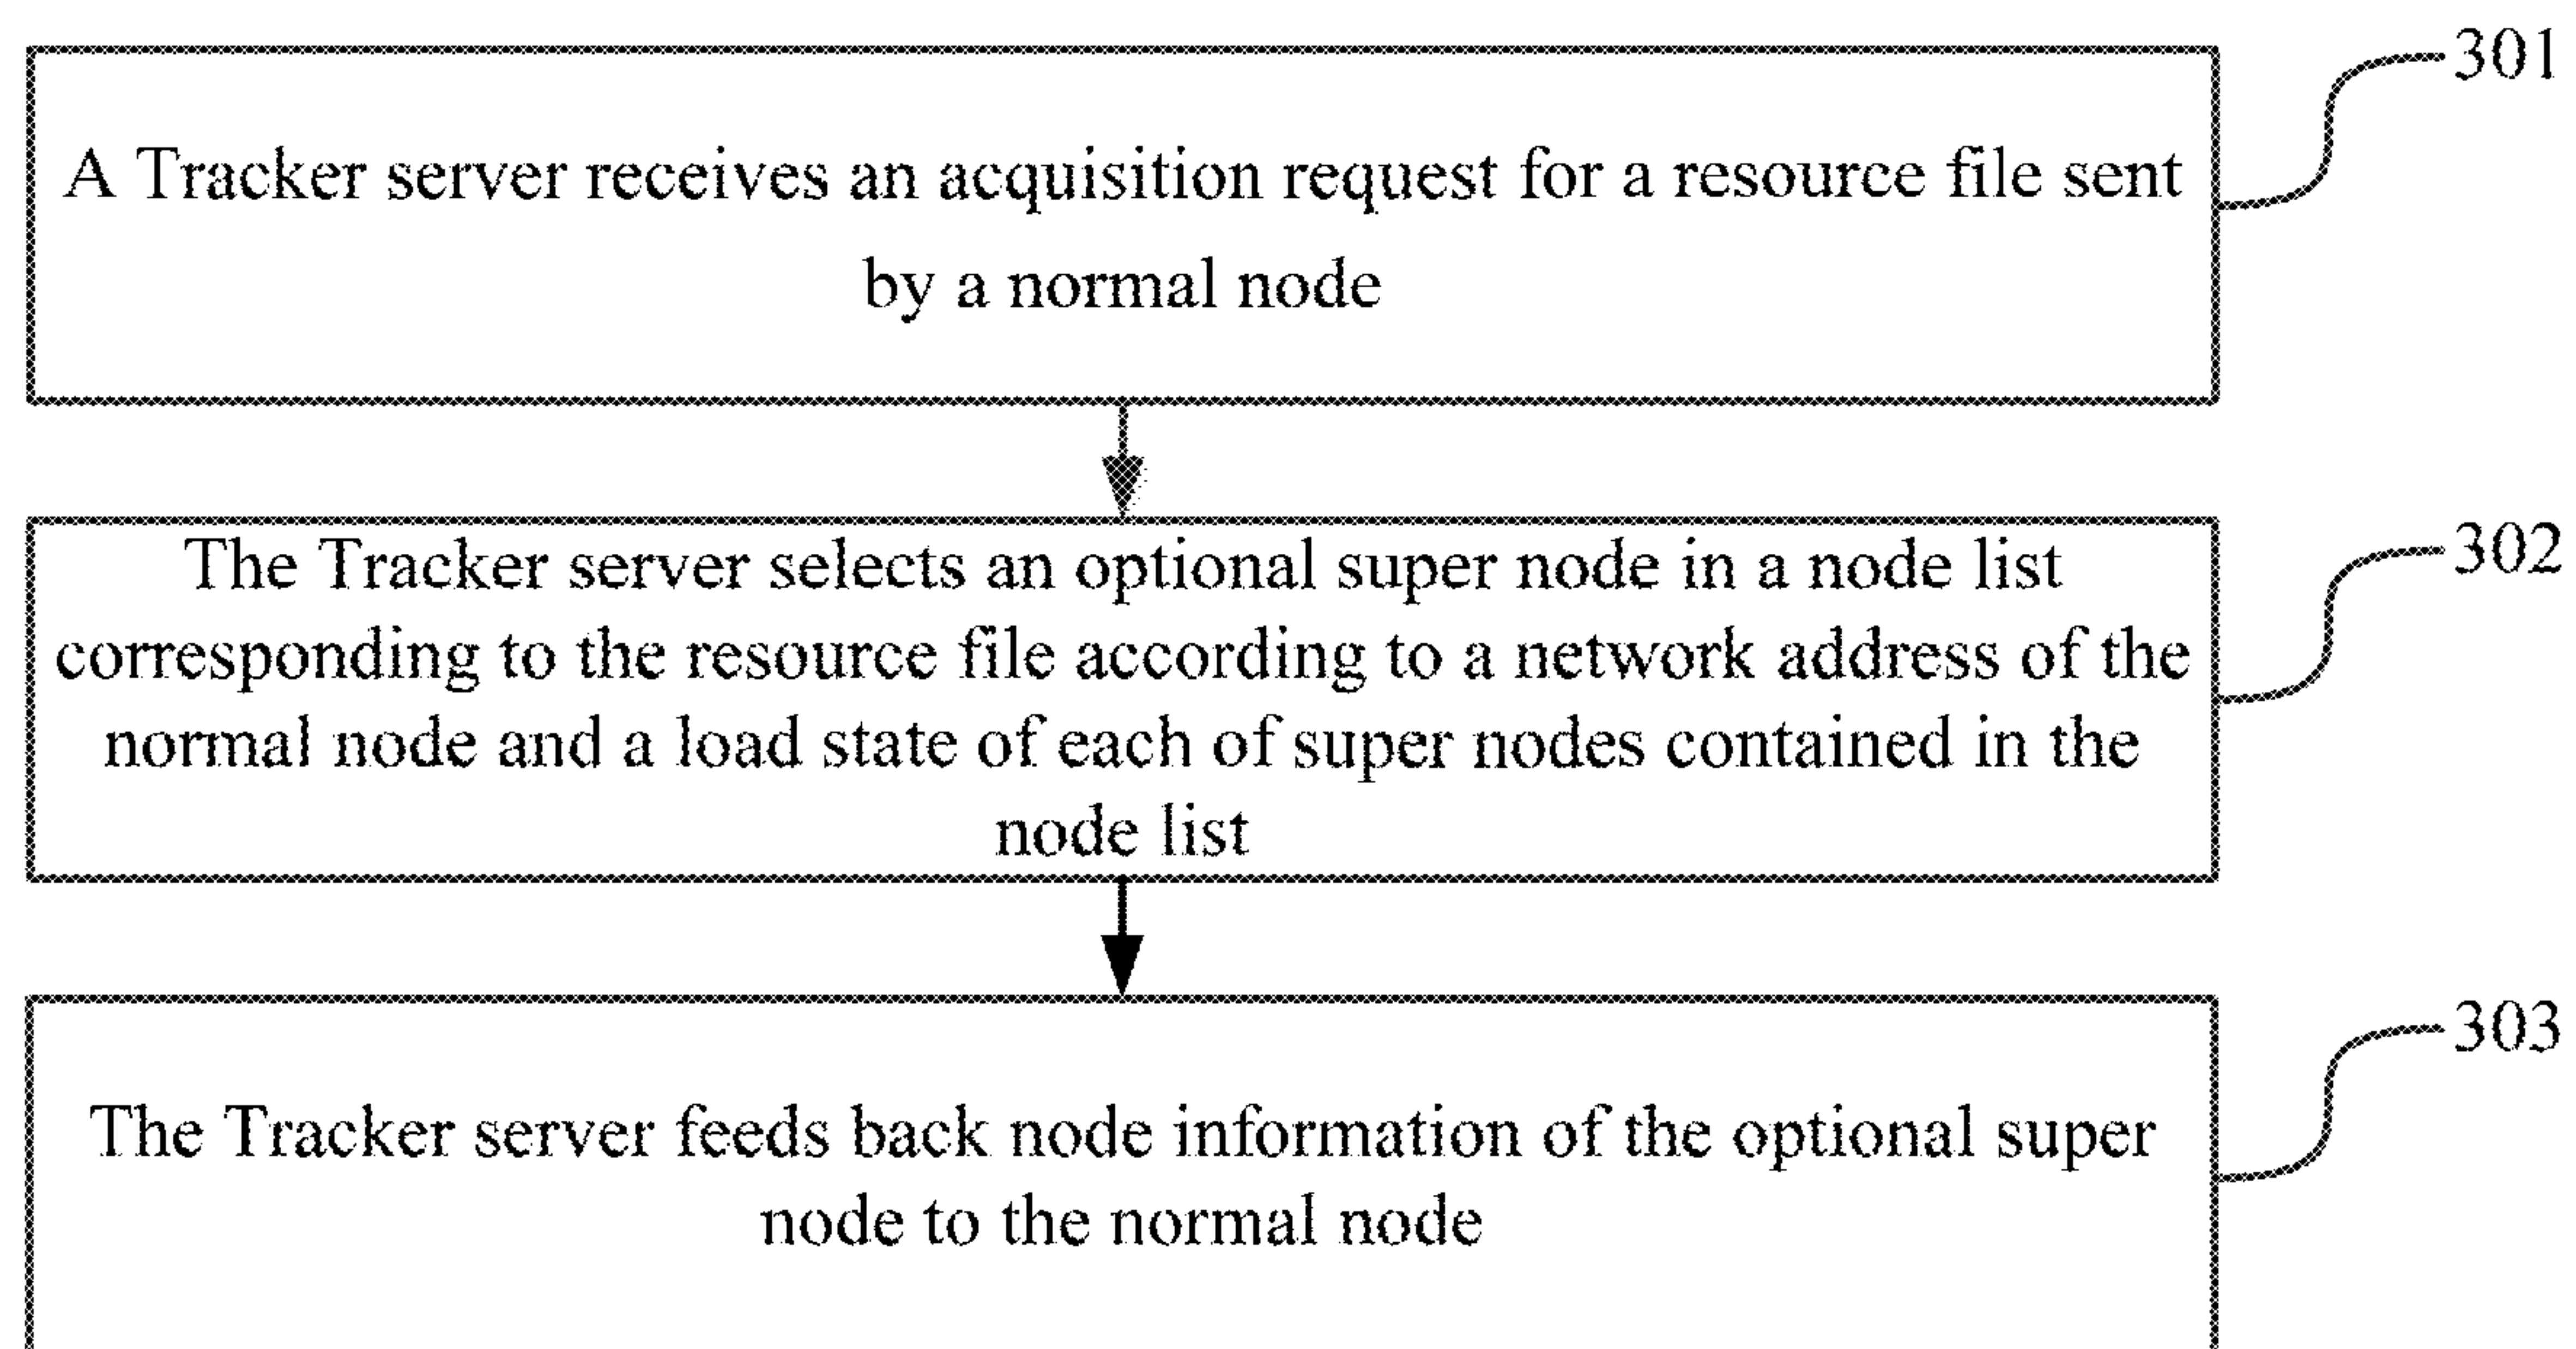 301
A Tracker server receives an acquisition request for a resource file sent
by a normal node
302
The Tracker server selects an optional super node in a node list
corresponding to the resource file according to a network address of the
normal node and a load state of each of super nodes contained in the
node list
303
The Tracker server feeds back node information of the optional super
node to the normal node